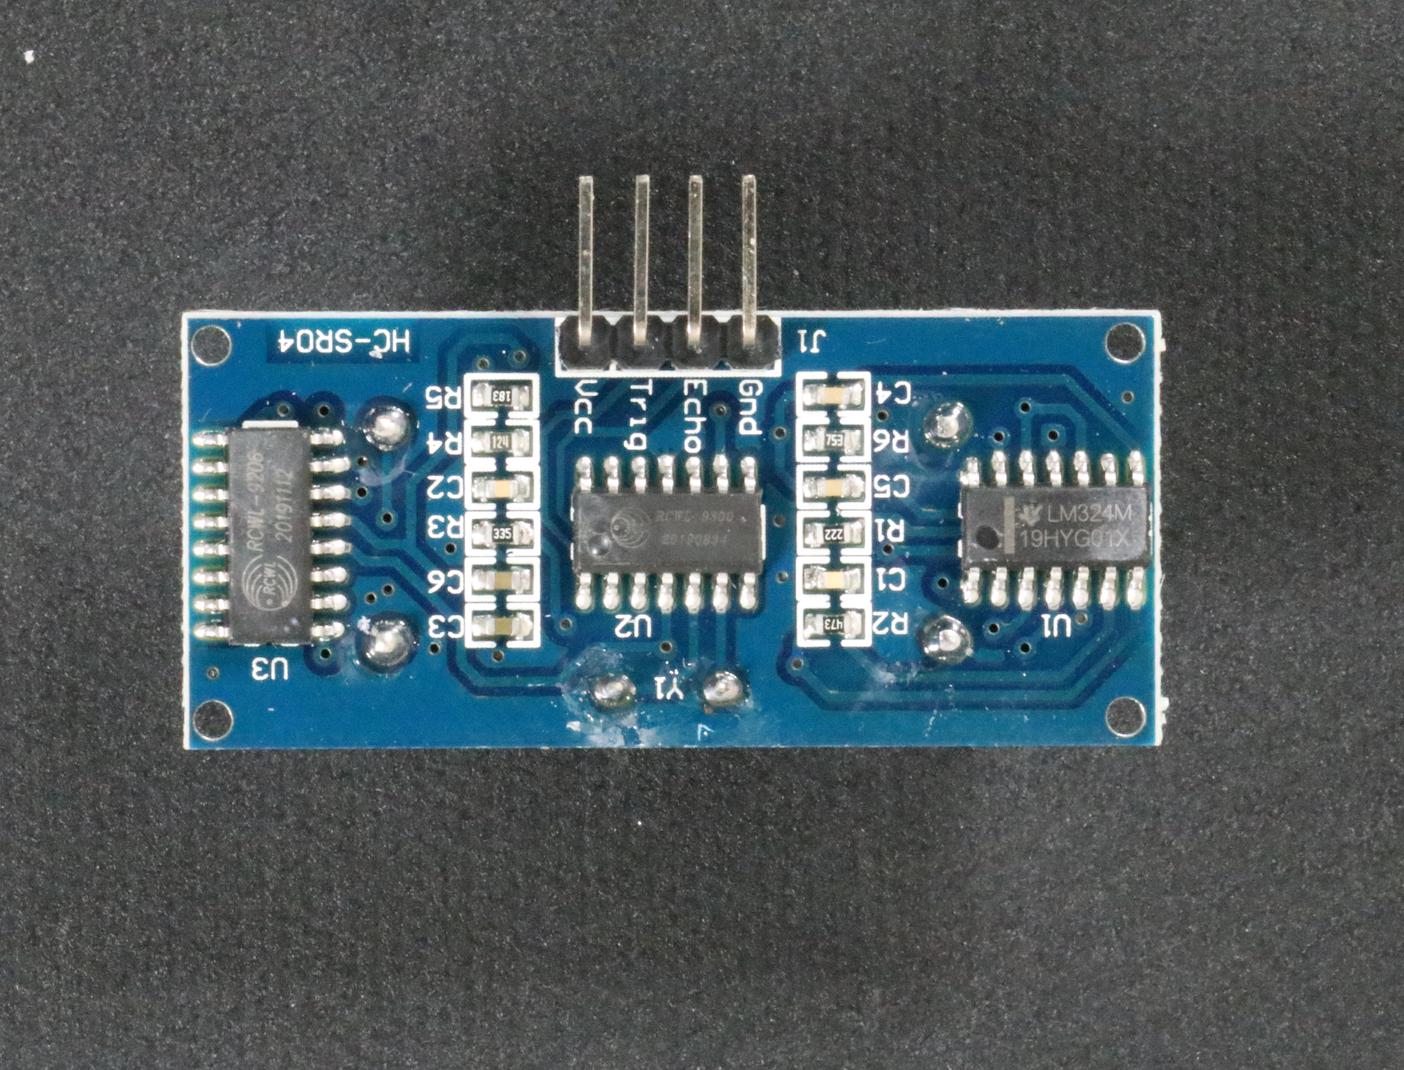 HC-SR04
J1
Vcc
Trig
Echo
Gnd
R5
183
R4
124
C2
R3
335
C6
C3
C4
R6
753
C5
R1
222
C1
R2
473
RCWL-9206
20191112
RCWL
U3
RCWL-9300
U2
Y1
LM324M
19HYG01X
U1